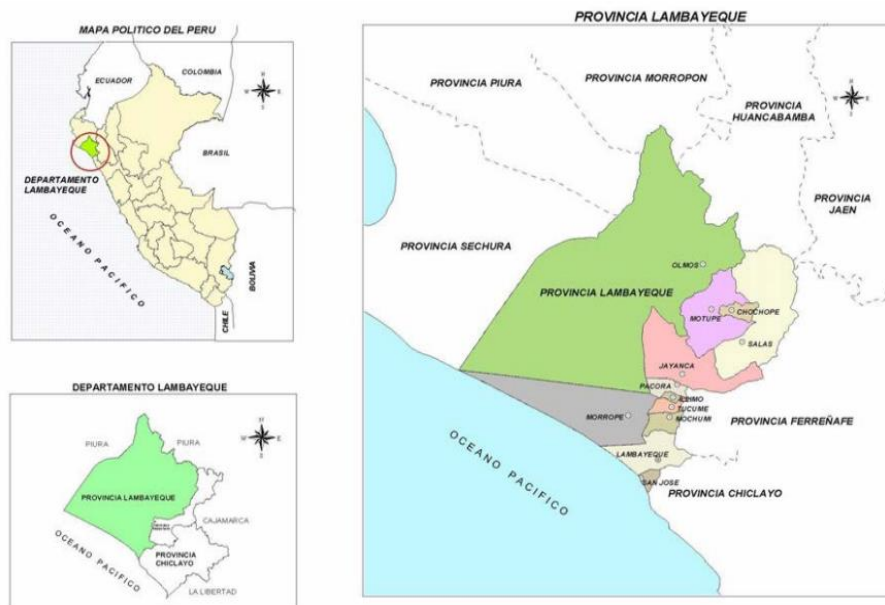 MAPA POLITICO DEL PERU
ECUADOR
COLOMBIA
N
W
E
S
BRASIL
DEPARTAMENTO
LAMBAYEQUE
OCEANO PACIFICO
BOLIVIA
CHILE
DEPARTAMENTO LAMBAYEQUE
PIURA
PIURA
PROVINCIA LAMBAYEQUE
CAJAMARCA
PROVINCIA
CHICLAYO
OCEANO PACIFICO
LA LIBERTAD
PROVINCIA LAMBAYEQUE
PROVINCIA PIURA
PROVINCIA MORROPON
PROVINCIA
HUANCABAMBA
PROVINCIA
JAEN
PROVINCIA SECHURA
OLMOS
PROVINCIA LAMBAYEQUE
MOTUPE
CHOCHOPE
SALAS
JAYANCA
PACORA
TUCUME
MOCHUMI
MORROPE
PROVINCIA FERREÑAFE
LAMBAYEQUE
SAN JOSE
PROVINCIA CHICLAYO
OCEANO PACIFICO